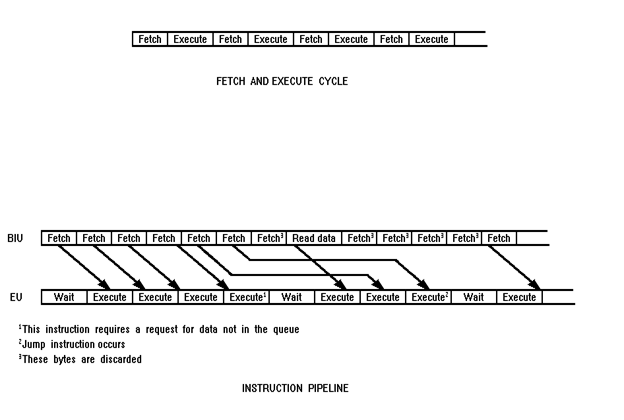 Fetch Execute Fetch Execute Fetch Execute Fetch Execute
FETCH AND EXECUTE CYCLE
BIU Fetch Fetch Fetch Fetch Fetch Fetch Fetch³ Read data Fetch³ Fetch³ Fetch³ Fetch³ Fetch
EU Wait Execute Execute Execute Execute¹ Wait Execute Execute Execute² Wait Execute
¹This instruction requires a request for data not in the queue
²Jump instruction occurs
³These bytes are discarded
INSTRUCTION PIPELINE